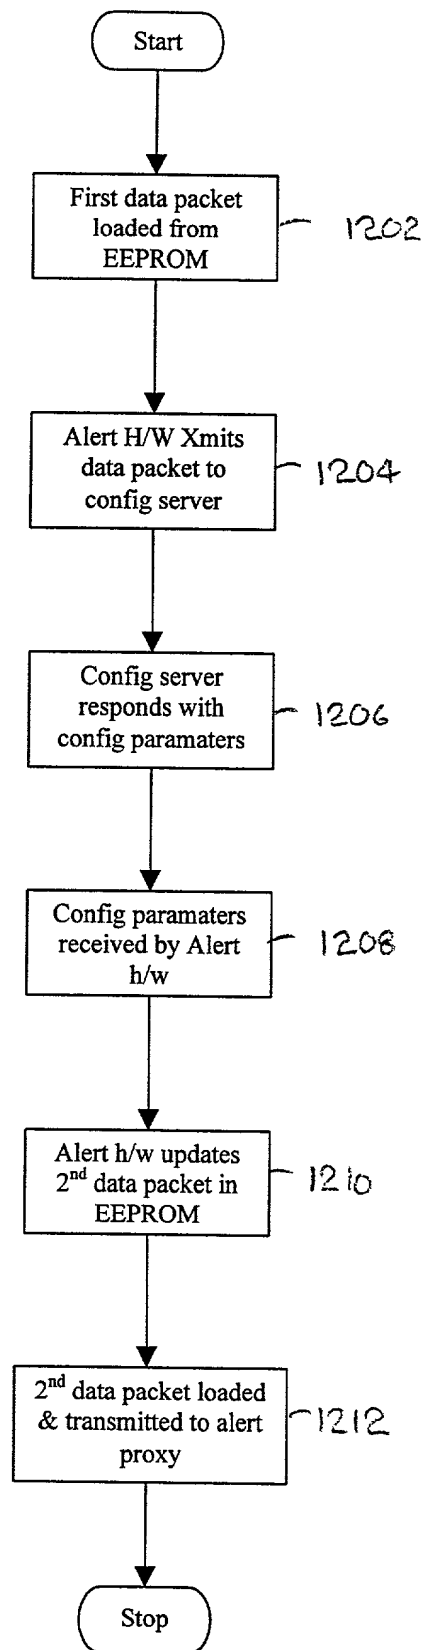 Start
First data packet
loaded from
EEPROM
1202
Alert H/W Xmits
data packet to
config server
1204
Config server
responds with
config paramaters
1206
Config paramaters
received by Alert
h/w
1208
Alert h/w updates
2nd data packet in
EEPROM
1210
2nd data packet loaded
& transmitted to alert
proxy
1212
Stop